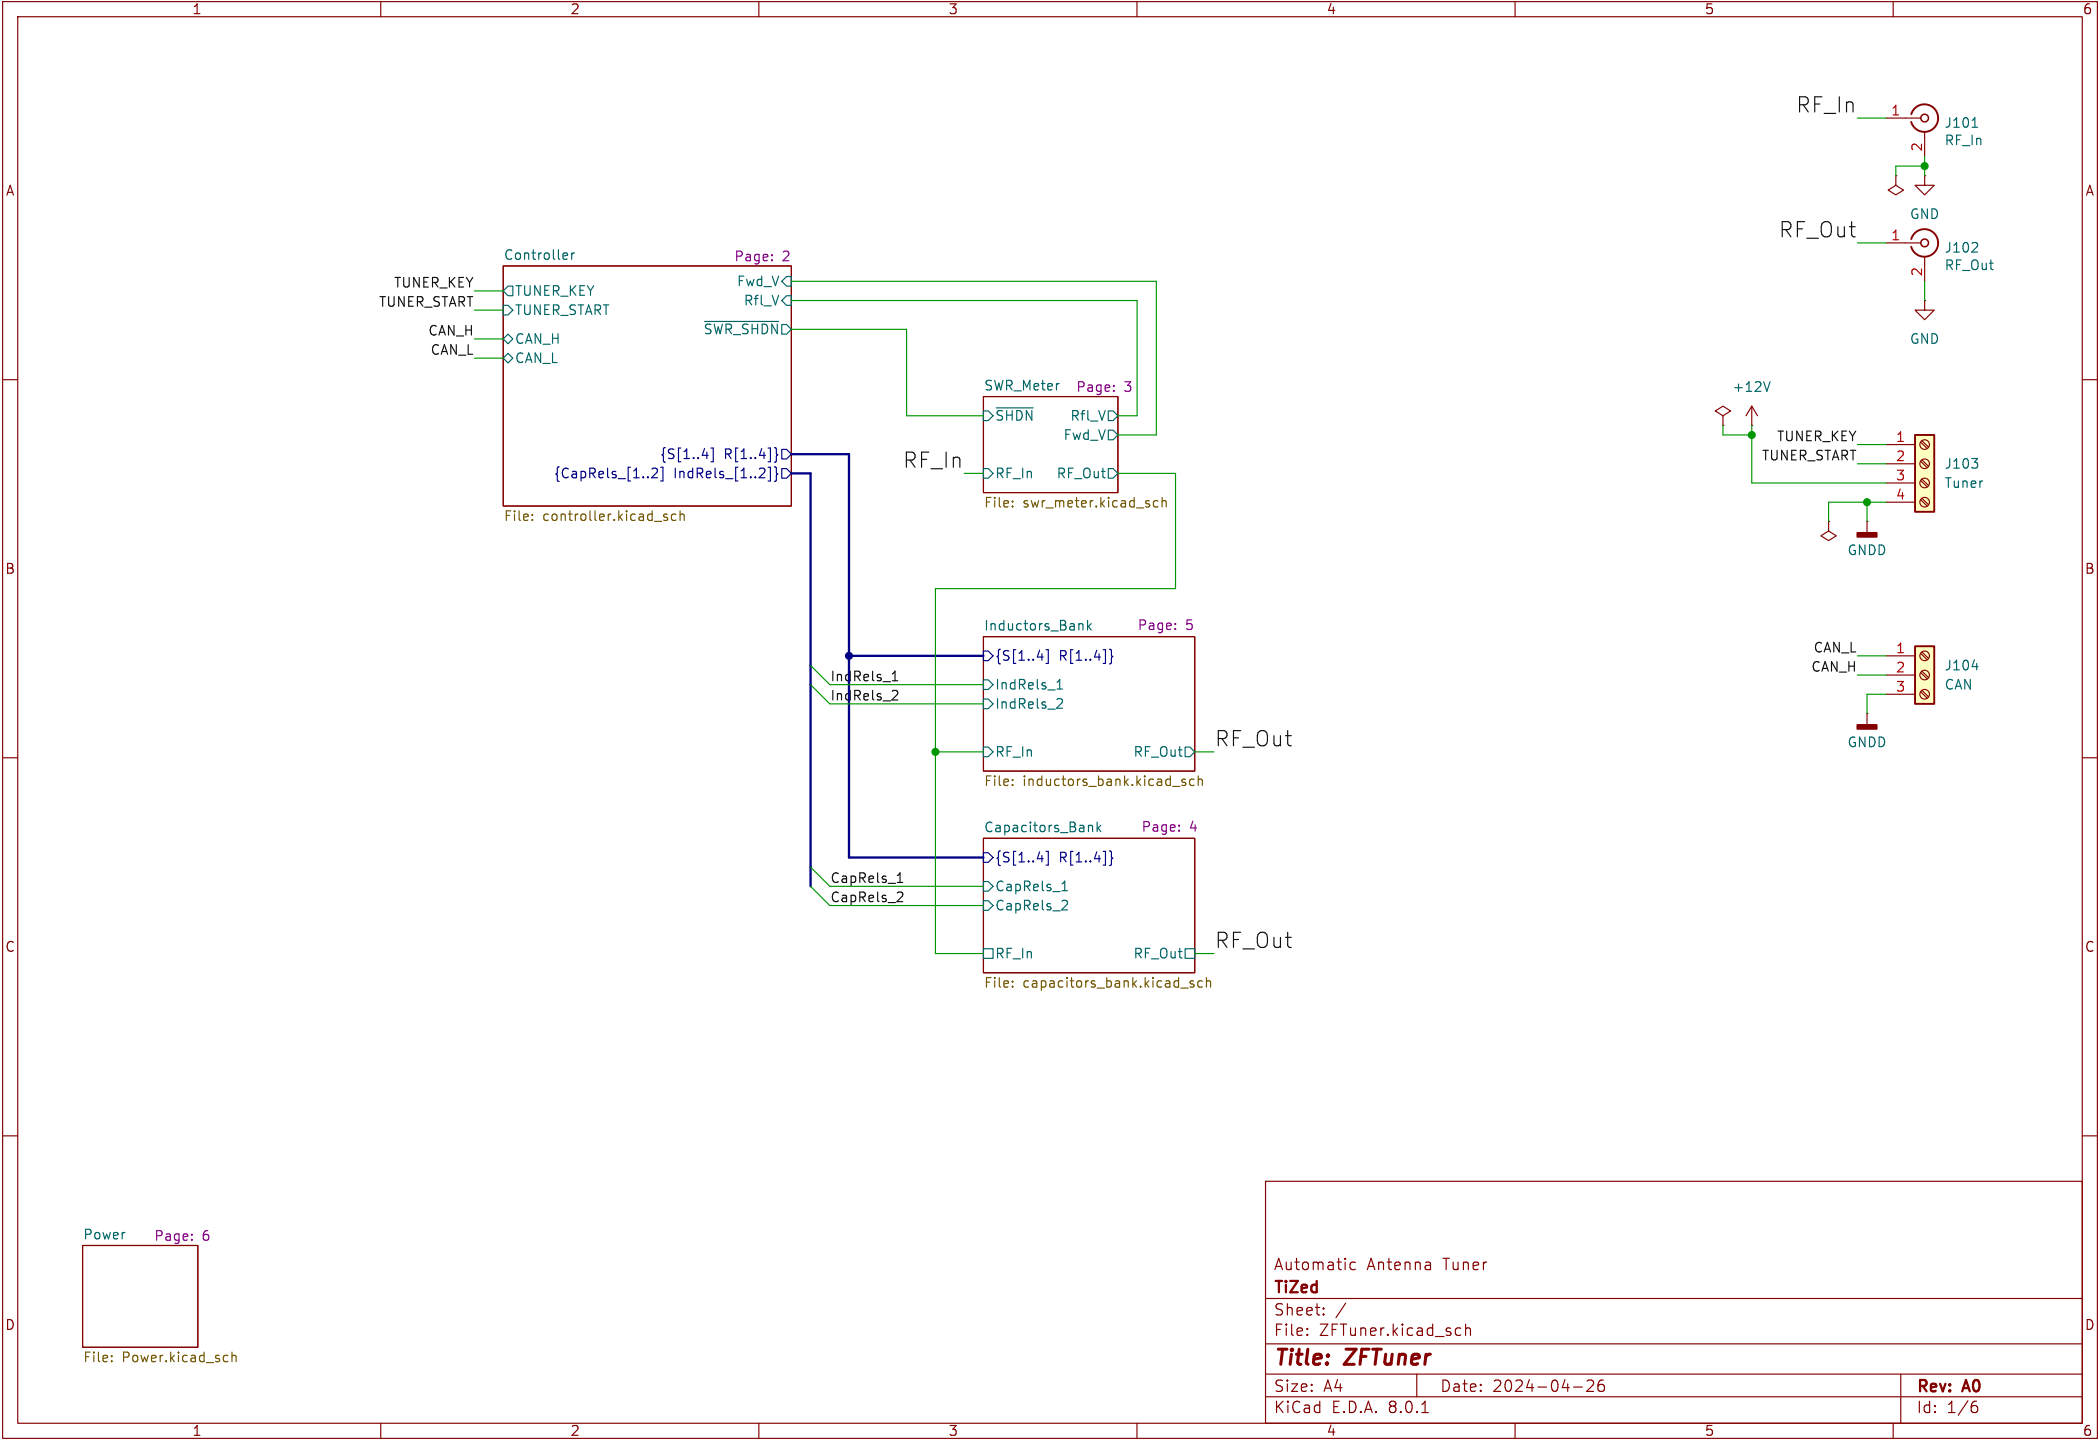 1 2 3 4 5 6
A
B
C
D
A
B
C
D
Controller Page: 2
TUNER_KEY
TUNER_START
CAN_H
CAN_L
TUNER_KEY
TUNER_START
CAN_H
CAN_L
Fwd_V
Rfl_V
SWR_SHDN
{S[1..4] R[1..4]}
{CapRels_[1..2] IndRels_[1..2]}
File: controller.kicad_sch
SWR_Meter Page: 3
SHDN
Rfl_V
Fwd_V
RF_In
RF_In
RF_Out
File: swr_meter.kicad_sch
Inductors_Bank Page: 5
{S[1..4] R[1..4]}
IndRels_1
IndRels_1
IndRels_2
IndRels_2
RF_In
RF_Out
RF_Out
File: inductors_bank.kicad_sch
Capacitors_Bank Page: 4
{S[1..4] R[1..4]}
CapRels_1
CapRels_1
CapRels_2
CapRels_2
RF_In
RF_Out
RF_Out
File: capacitors_bank.kicad_sch
RF_In
1
2
J101
RF_In
GND
RF_Out
1
2
J102
RF_Out
GND
+12V
TUNER_KEY
TUNER_START
1
2
3
4
J103
Tuner
GNDD
CAN_L
CAN_H
1
2
3
J104
CAN
GNDD
Power Page: 6
File: Power.kicad_sch
Automatic Antenna Tuner
TiZed
Sheet: /
File: ZFTuner.kicad_sch
Title: ZFTuner
Size: A4 Date: 2024-04-26 Rev: A0
KiCad E.D.A. 8.0.1 Id: 1/6
1 2 3 4 5 6